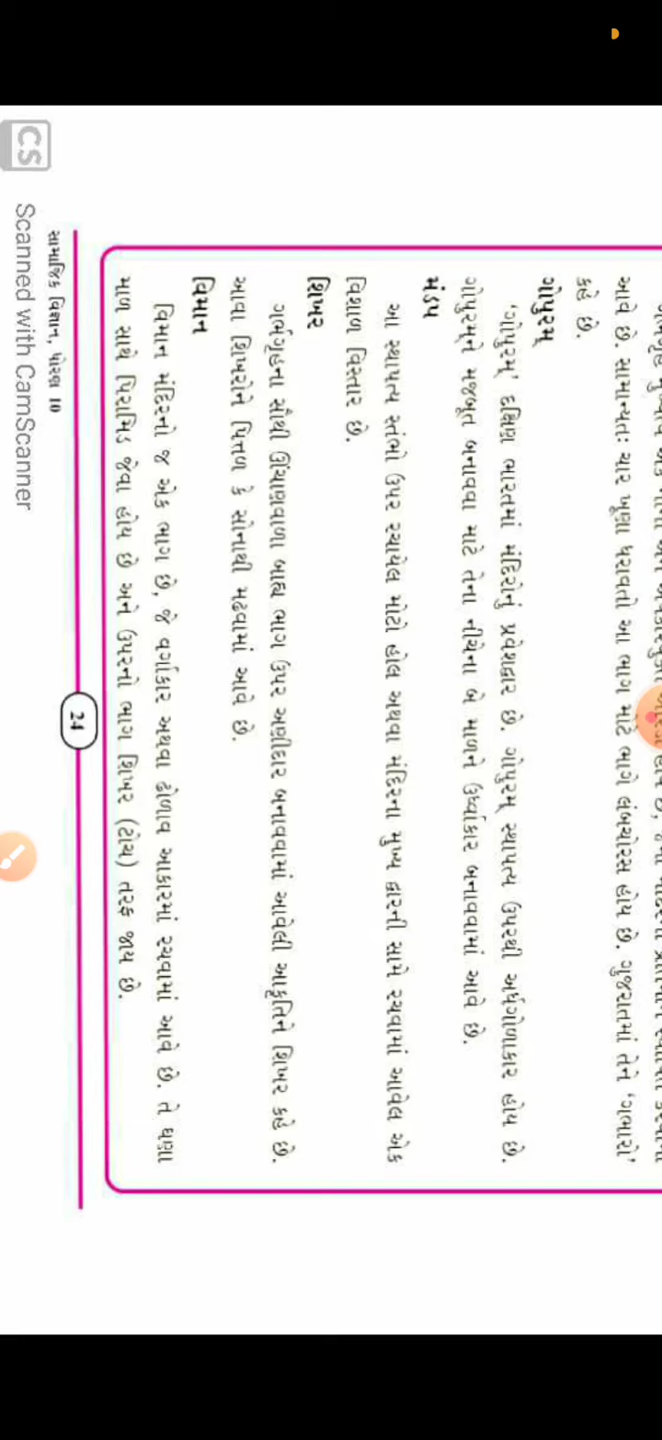 આવે છે. સામાન્યતઃ ચાર ખૂણા ધરાવતો આ ભાગ મોટે ભાગે લંબચોરસ હોય છે. ગુજરાતમાં તેને ‘ગભારો’
કહે છે.
ગોપુરમ્
‘ગોપુરમ્’ દક્ષિણ ભારતમાં મંદિરોનું પ્રવેશદ્વાર છે. ગોપુરમ્ સ્થાપત્ય ઉપરથી અર્ધગોળાકાર હોય છે.
ગોપુરમ્‌ને મજબૂત બનાવવા માટે તેના નીચેના બે માળને ઉર્ધ્વાકાર બનાવવામાં આવે છે.
મંડપ
આ સ્થાપત્ય સ્તંભો ઉપર સ્થાયેલ મોટો હોલ અથવા મંદિરના મુખ્ય દ્વારની સામે રચવામાં આવેલ એક
વિશાળ વિસ્તાર છે.
શિખર
ગર્ભગૃહના સૌથી ઊંચાણવાળા બાહ્ય ભાગ ઉપર અણીદાર બનાવવામાં આવેલી આકૃતિને શિખર કહે છે.
આવા શિખરોને પિત્તળ કે સોનાથી મઢવામાં આવે છે.
વિમાન
વિમાન મંદિરનો જ એક ભાગ છે, જે વર્ગાકાર અથવા ઢોળાવ આકારમાં રચવામાં આવે છે. તે ઘણા
માળ સાથે પિરામિડ જેવા હોય છે અને ઉપરનો ભાગ શિખર (ટોચ) તરફ જાય છે.
24
સામાજિક વિજ્ઞાન, ધોરણ 10
CS Scanned with CamScanner